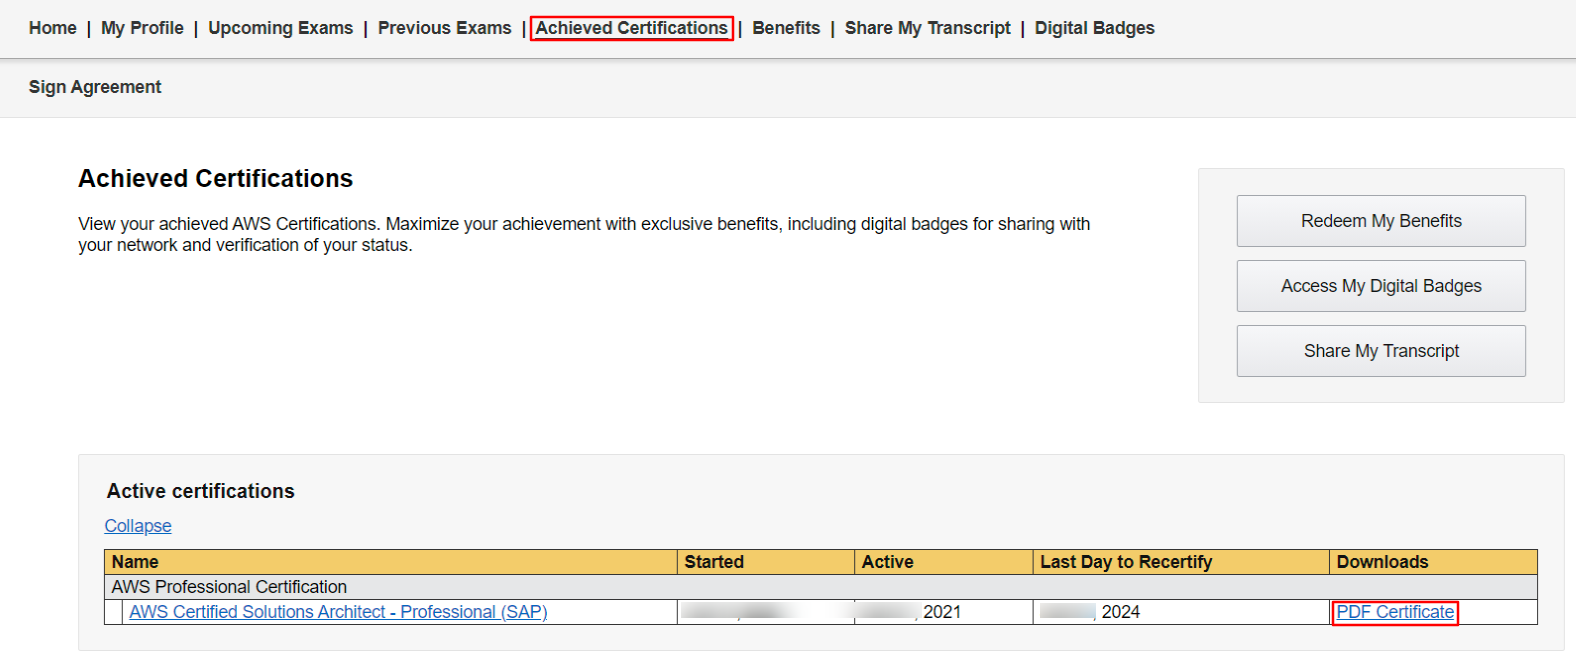 Home | My Profile | Upcoming Exams | Previous Exams | Achieved Certifications | Benefits | Share My Transcript | Digital Badges
Sign Agreement
Achieved Certifications
View your achieved AWS Certifications. Maximize your achievement with exclusive benefits, including digital badges for sharing with
your network and verification of your status.
Redeem My Benefits
Access My Digital Badges
Share My Transcript
Active certifications
Collapse
Name Started Active Last Day to Recertify Downloads
AWS Professional Certification
AWS Certified Solutions Architect - Professional (SAP) , 2021 , 2024 PDF Certificate